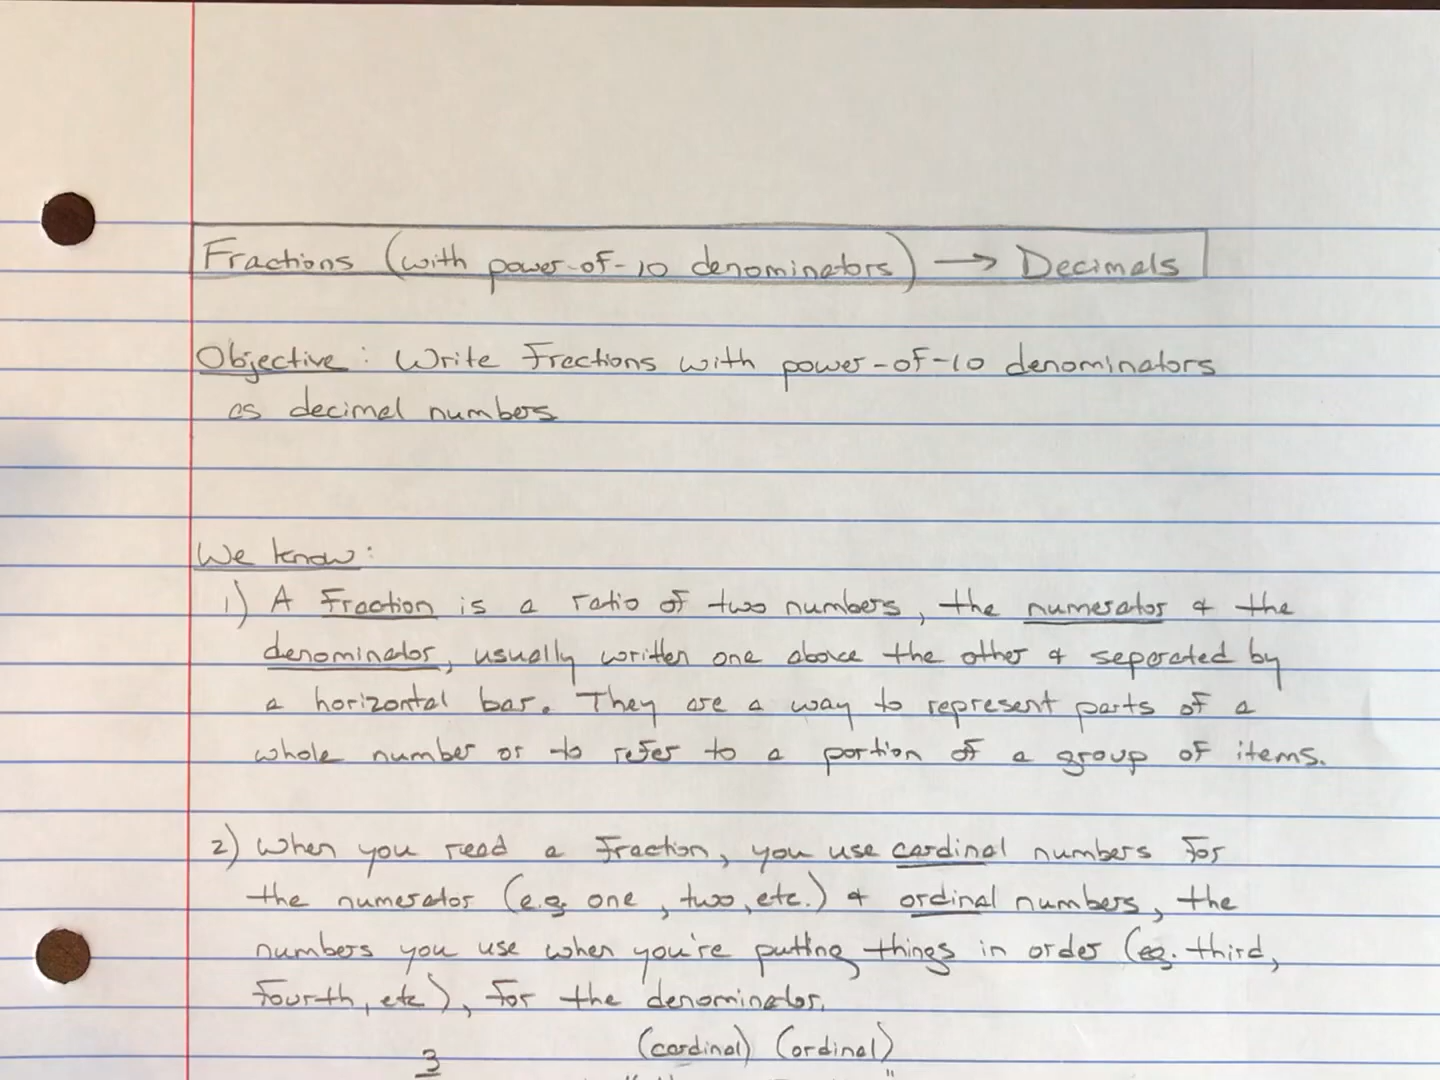 Fractions (with power-of-10 denominators) → Decimals
Objective: Write fractions with power-of-10 denominators
as decimal numbers
We know:
1) A fraction is a ratio of two numbers, the numerator & the
denominator, usually written one above the other & seperated by
a horizontal bar. They are a way to represent parts of a
whole number or to refer to a portion of a group of items.
2) When you read a fraction, you use cardinal numbers for
the numerator (e.g. one, two, etc.) & ordinal numbers, the
numbers you use when you're putting things in order (eg. third,
fourth, etc), for the denominator.
(cardinal) (ordinal)
3